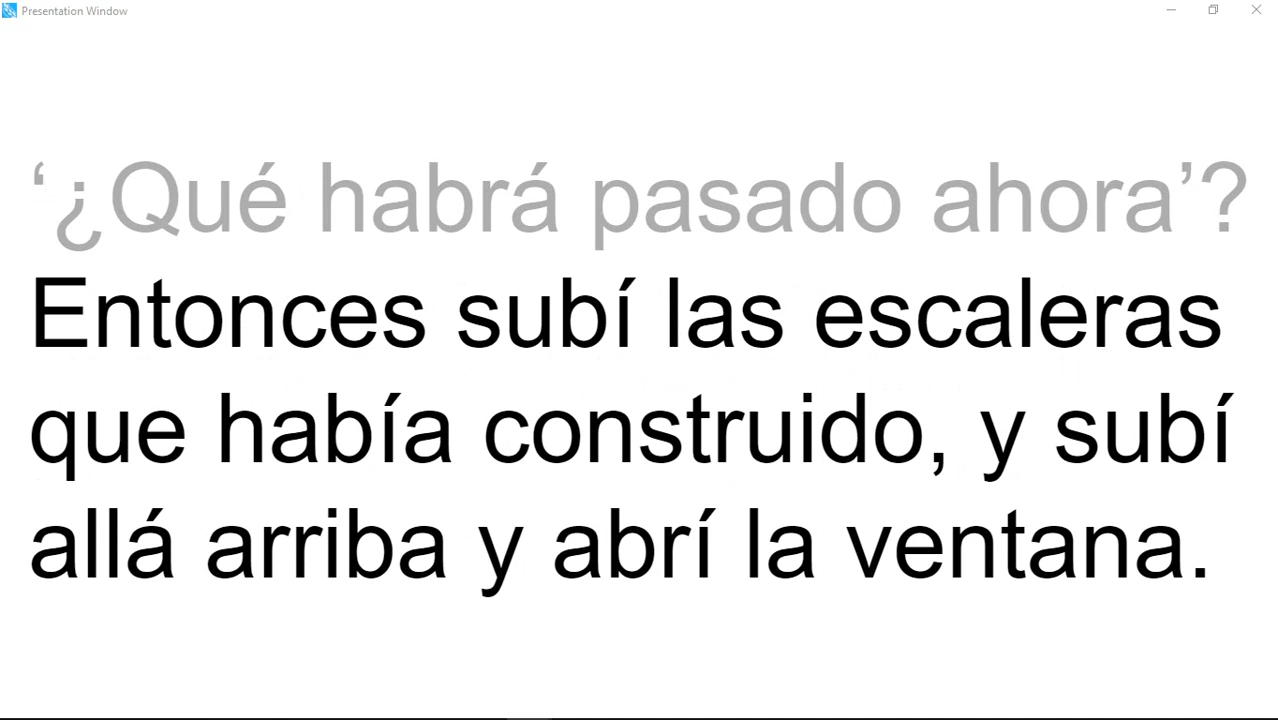 Presentation Window
‘¿Qué habrá pasado ahora’?
Entonces subí las escaleras
que había construido, y subí
allá arriba y abrí la ventana.